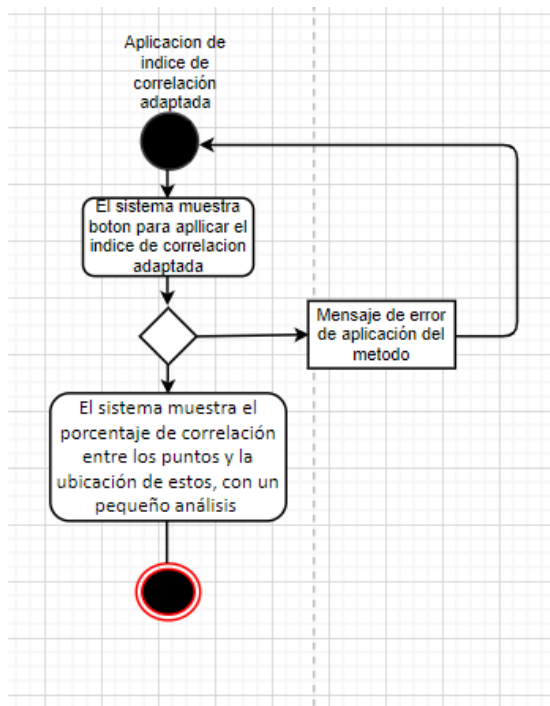 Aplicacion de
indice de
correlación
adaptada
El sistema muestra
boton para apllicar el
indice de correlacion
adaptada
Mensaje de error
de aplicación del
metodo
El sistema muestra el
porcentaje de correlación
entre los puntos y la
ubicación de estos, con un
pequeño análisis